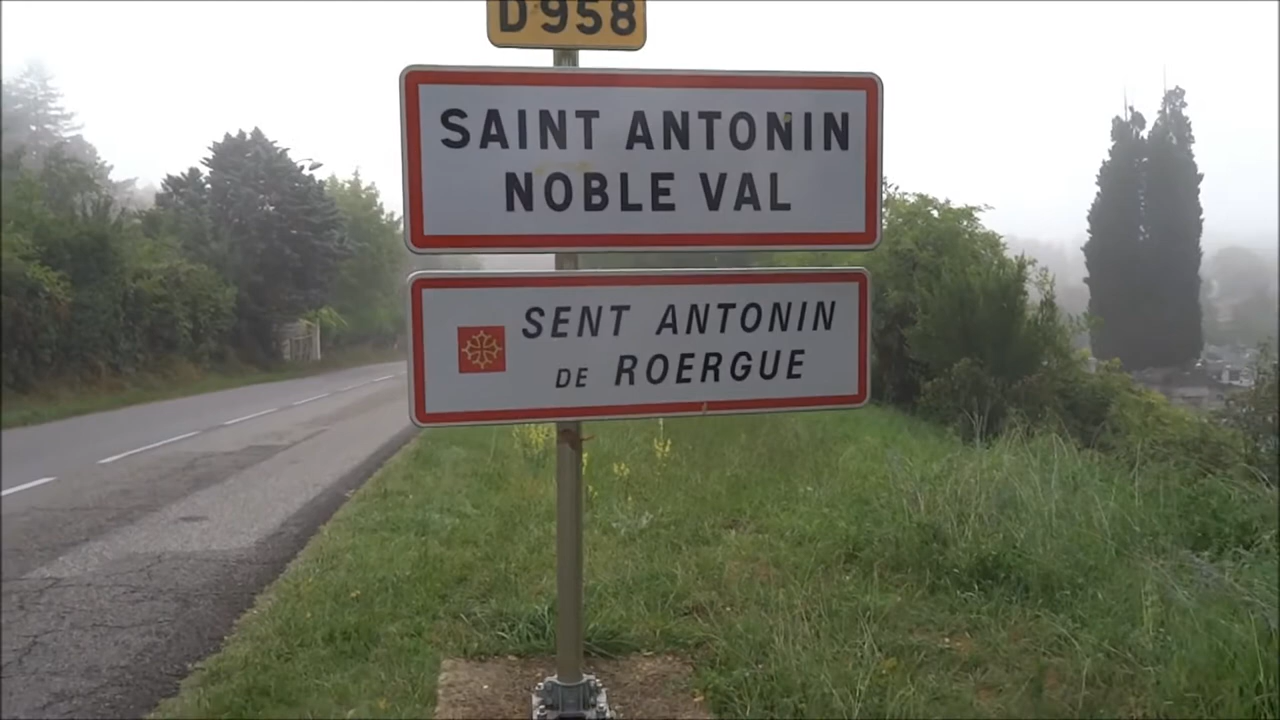 D 958
SAINT ANTONIN
NOBLE VAL
SENT ANTONIN
DE ROERGUE